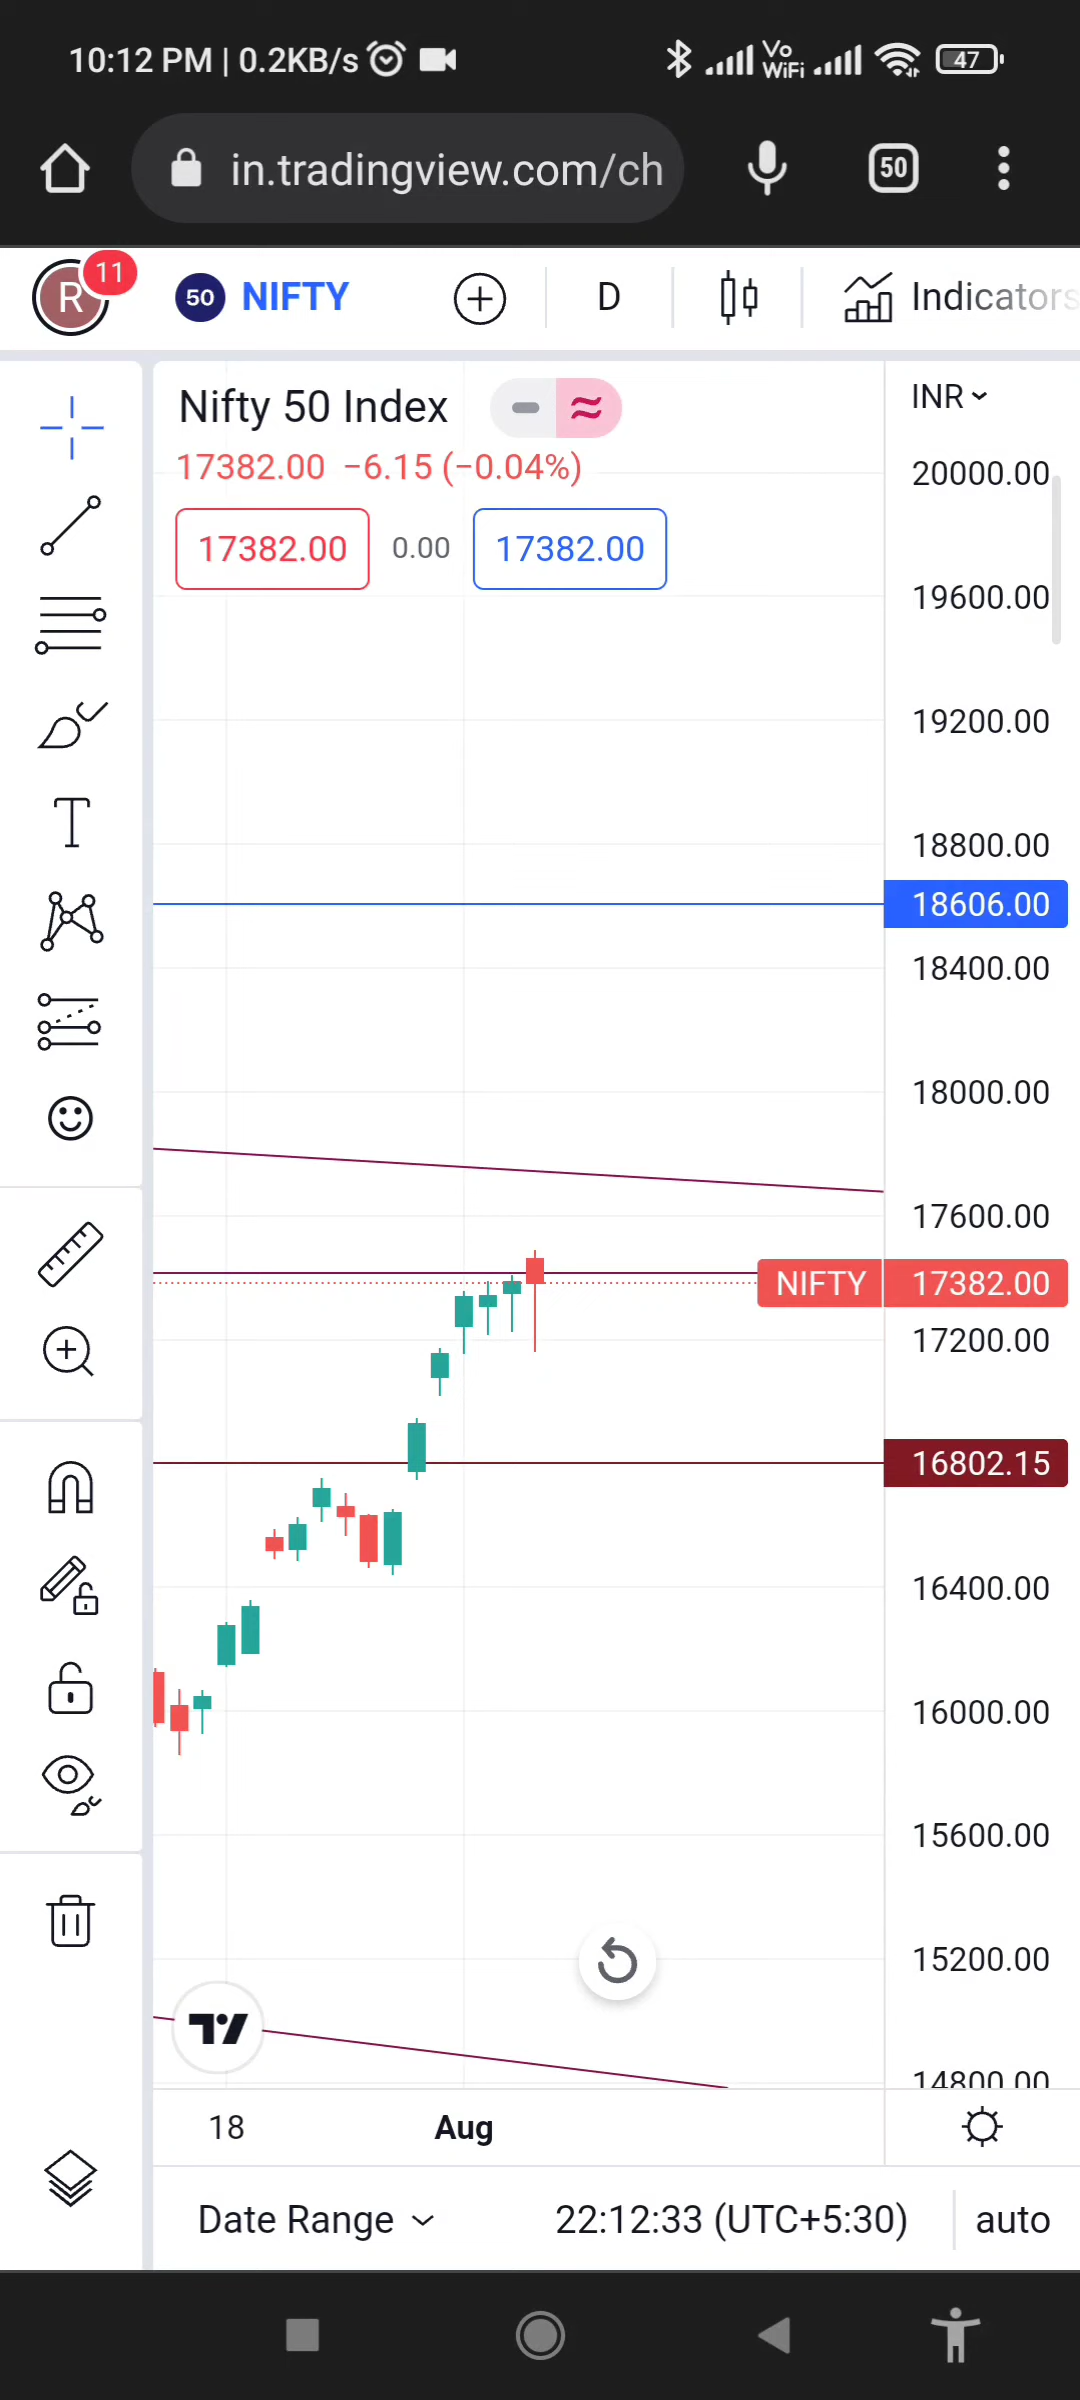 10:12 PM | 0.2KB/s Vo WiFi 47
in.tradingview.com/ch 50
R 11 50 NIFTY D Indicators
Nifty 50 Index INR
17382.00 −6.15 (−0.04%)
17382.00 0.00 17382.00
20000.00
19600.00
19200.00
18800.00
18606.00
18400.00
18000.00
17600.00
NIFTY 17382.00
17200.00
16802.15
16400.00
16000.00
15600.00
15200.00
14800.00
18 Aug
Date Range 22:12:33 (UTC+5:30) auto